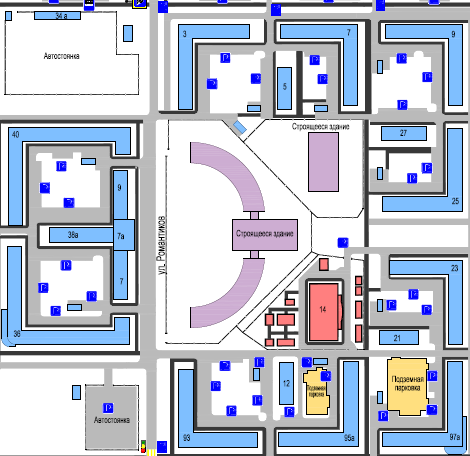 34 а
Автостоянка
3
7
9
5
Строящееся здание
40
27
9
25
38а
7а
ул. Романтиков
Строящееся здание
7
23
14
36
21
12
Подземная
парковка
Подземная
парковка
Автостоянка
93
95а
97а